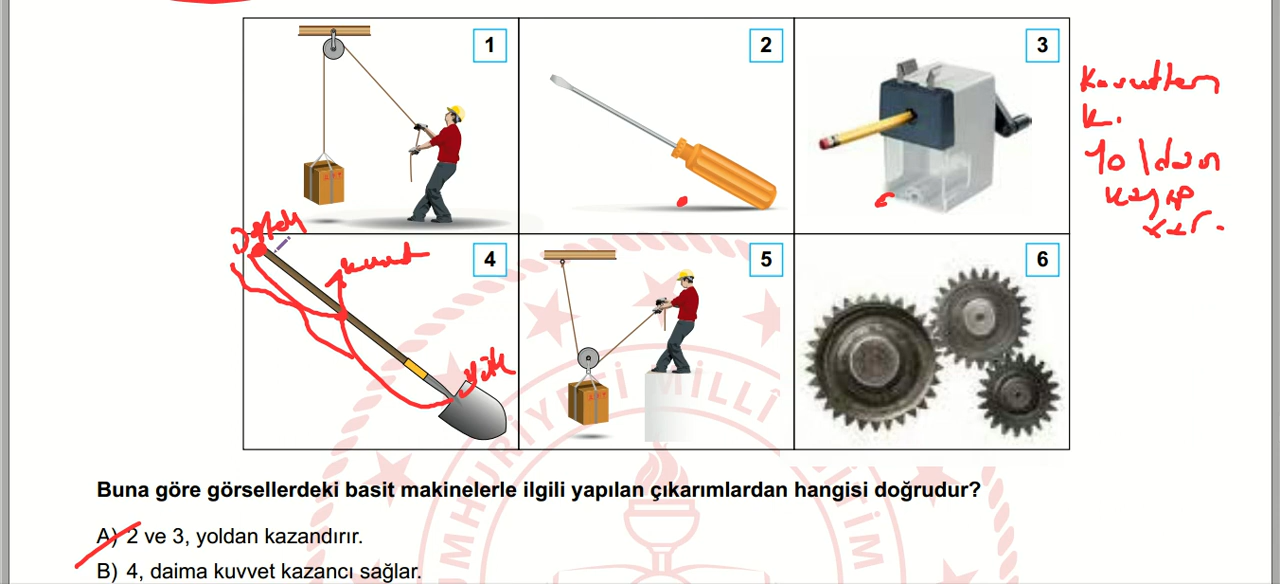 1
2
3
Kuvvetten
K.
Yoldan
Kayıp
var.
Destek
kuvvet
Yük
4
5
6
Buna göre görsellerdeki basit makinelerle ilgili yapılan çıkarımlardan hangisi doğrudur?
A) 2 ve 3, yoldan kazandırır.
B) 4, daima kuvvet kazancı sağlar.